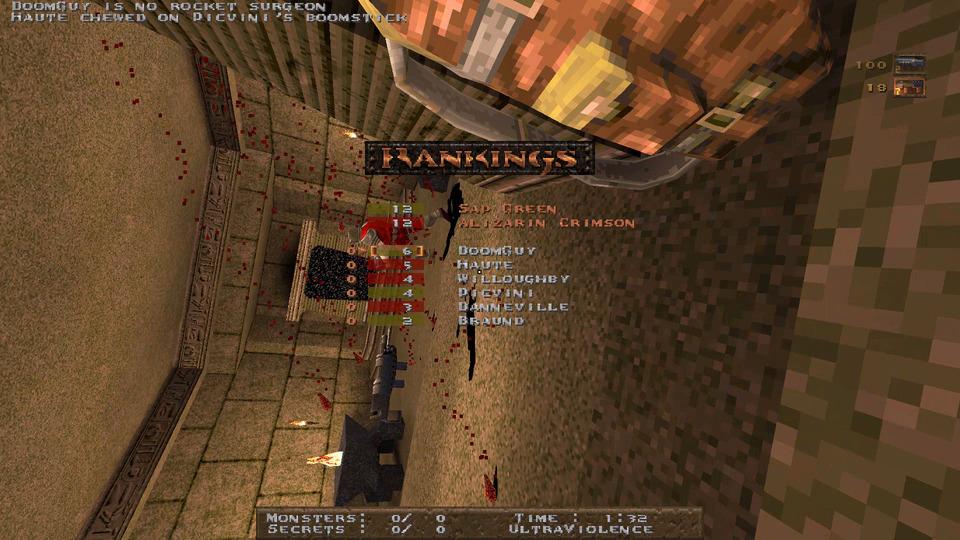 DoomGuy is no rocket surgeon
Haute chewed on Picvini's boomstick
100
19
Rankings
12 Sap Green
12 Alizarin Crimson
0 [ 6] DoomGuy
0 5 Haute
0 4 Willoughby
0 4 Picvini
0 3 Danneville
0 2 Braund
Monsters: 0/ 0 Time : 1:32
Secrets : 0/ 0 UltraViolence